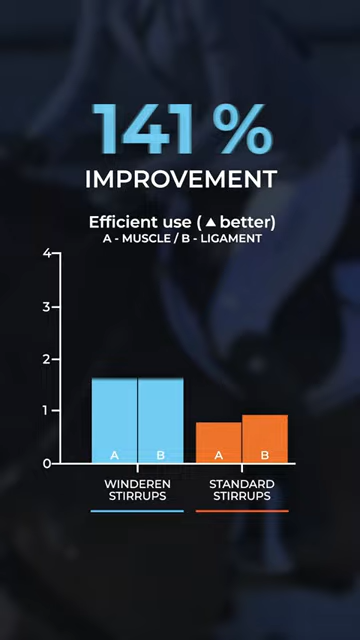 141 %
IMPROVEMENT
Efficient use (▲better)
A - MUSCLE / B - LIGAMENT
4
3
2
1
0
A B A B
WINDEREN STANDARD
STIRRUPS STIRRUPS